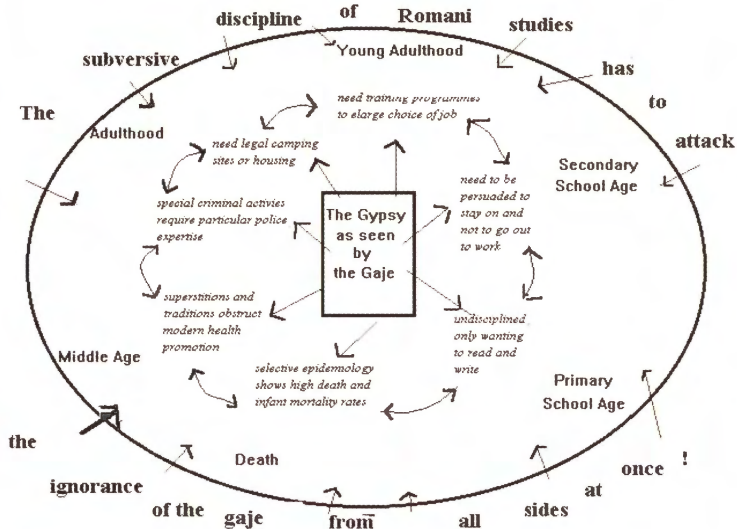 The subversive discipline of Romani studies has to attack
the ignorance of the gaje from all sides at once !
Young Adulthood
Adulthood
Secondary
School Age
Middle Age
Primary
School Age
Death
need training programmes
to elarge choice of job
need legal camping
sites or housing
need to be
persuaded to
stay on and
not to go out
to work
special criminal activies
require particular police
expertise
The Gypsy
as seen
by
the Gaje
superstitions and
traditions obstruct
modern health
promotion
undisciplined
only wanting
to read and
write
selective epidemology
shows high death and
infant mortality rates